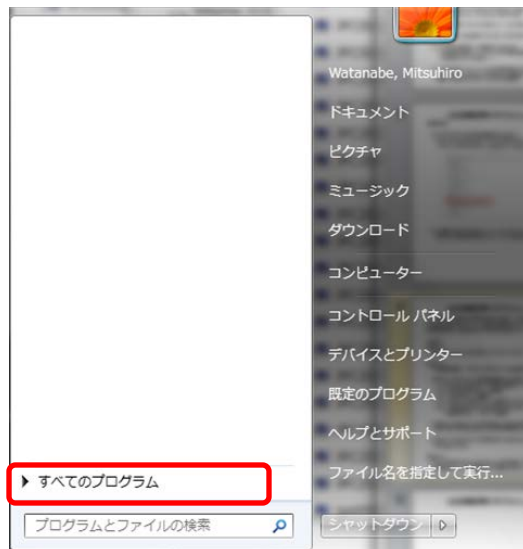 Watanabe, Mitsuhiro
ドキュメント
ピクチャ
ミュージック
ダウンロード
コンピューター
コントロール パネル
デバイスとプリンター
既定のプログラム
ヘルプとサポート
ファイル名を指定して実行...
すべてのプログラム
プログラムとファイルの検索
シャットダウン